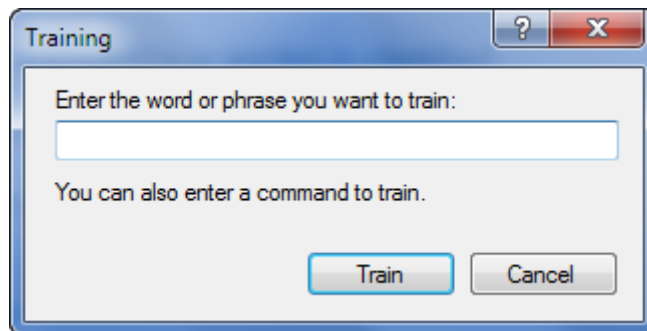 Training
?
X
Enter the word or phrase you want to train:
You can also enter a command to train.
Train
Cancel